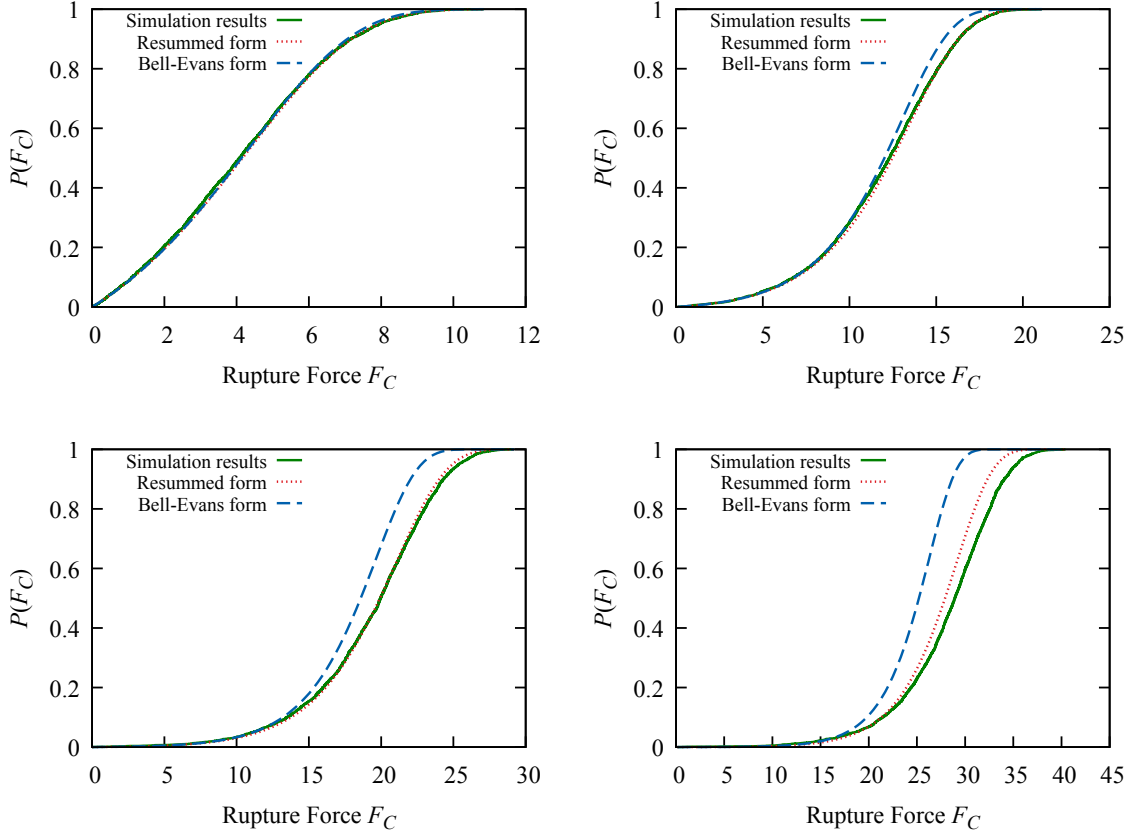 1
0.8
0.6
0.4
0.2
0
P(F_C)
Simulation results
Resummed form
Bell-Evans form
0 2 4 6 8 10 12
Rupture Force F_C
1
0.8
0.6
0.4
0.2
0
P(F_C)
Simulation results
Resummed form
Bell-Evans form
0 5 10 15 20 25
Rupture Force F_C
1
0.8
0.6
0.4
0.2
0
P(F_C)
Simulation results
Resummed form
Bell-Evans form
0 5 10 15 20 25 30
Rupture Force F_C
1
0.8
0.6
0.4
0.2
0
P(F_C)
Simulation results
Resummed form
Bell-Evans form
0 5 10 15 20 25 30 35 40 45
Rupture Force F_C